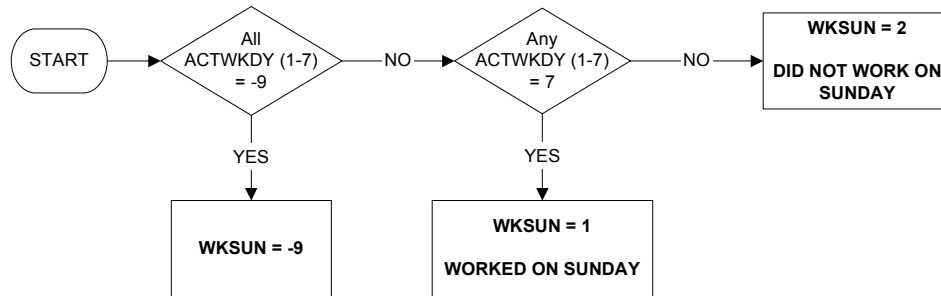 START
All
ACTWKDY (1-7)
= -9
NO
Any
ACTWKDY (1-7)
= 7
NO
WKSUN = 2
DID NOT WORK ON
SUNDAY
YES
YES
WKSUN = -9
WKSUN = 1
WORKED ON SUNDAY